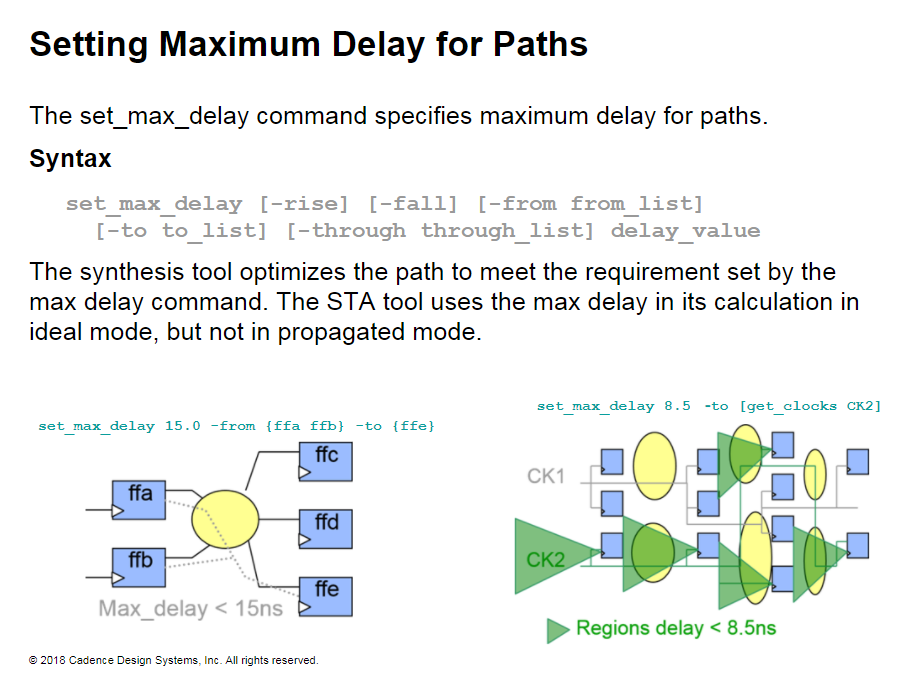 Setting Maximum Delay for Paths
The set_max_delay command specifies maximum delay for paths.
Syntax
set_max_delay [-rise] [-fall] [-from from_list]
[-to to_list] [-through through_list] delay_value
The synthesis tool optimizes the path to meet the requirement set by the
max delay command. The STA tool uses the max delay in its calculation in
ideal mode, but not in propagated mode.
set_max_delay 15.0 -from {ffa ffb} -to {ffe}
ffa
ffb
ffc
ffd
ffe
Max_delay < 15ns
set_max_delay 8.5 -to [get_clocks CK2]
CK1
CK2
Regions delay < 8.5ns
© 2018 Cadence Design Systems, Inc. All rights reserved.